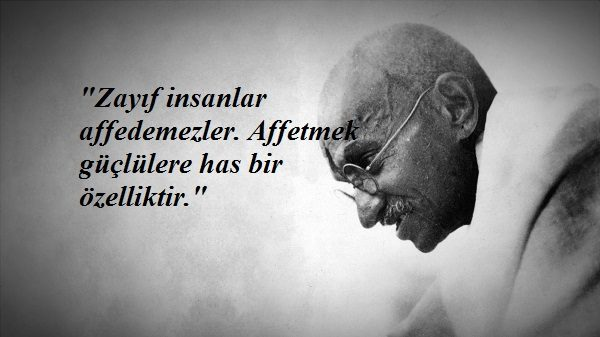 "Zayıf insanlar
affedemezler. Affetmek
güçlülere has bir
özelliktir."